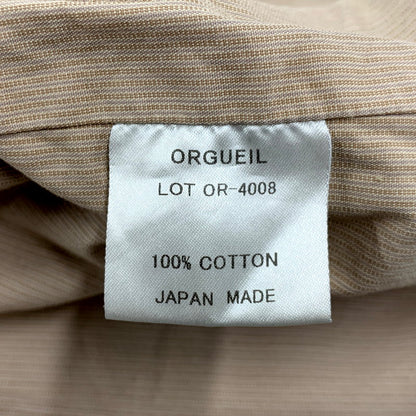 ORGUEIL
LOT OR-4008
100% COTTON
JAPAN MADE